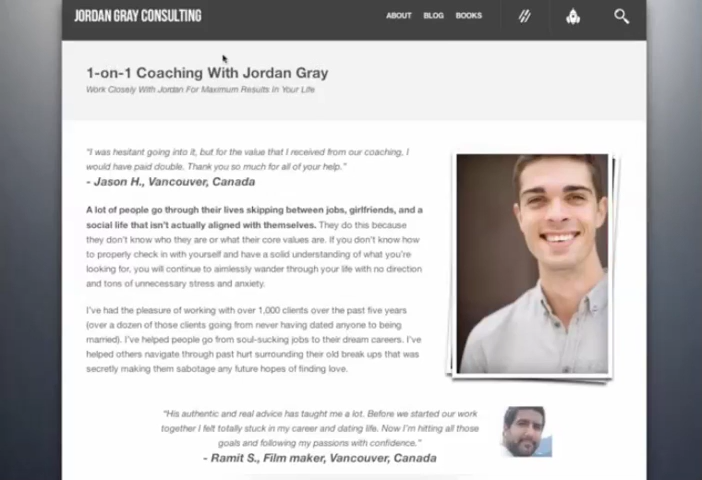 JORDAN GRAY CONSULTING
ABOUT BLOG BOOKS
1-on-1 Coaching With Jordan Gray
Work Closely With Jordan For Maximum Results In Your Life
"I was hesitant going into it, but for the value that I received from our coaching, I
would have paid double. Thank you so much for all of your help."
- Jason H., Vancouver, Canada
A lot of people go through their lives skipping between jobs, girlfriends, and a
social life that isn't actually aligned with themselves. They do this because
they don't know who they are or what their core values are. If you don't know how
to properly check in with yourself and have a solid understanding of what you're
looking for, you will continue to aimlessly wander through your life with no direction
and tons of unnecessary stress and anxiety.
I've had the pleasure of working with over 1,000 clients over the past five years
(over a dozen of those clients going from never having dated anyone to being
married). I've helped people go from soul-sucking jobs to their dream careers. I've
helped others navigate through past hurt surrounding their old break ups that was
secretly making them sabotage any future hopes of finding love.
"His authentic and real advice has taught me a lot. Before we started our work
together I felt totally stuck in my career and dating life. Now I'm hitting all those
goals and following my passions with confidence."
- Ramit S., Film maker, Vancouver, Canada